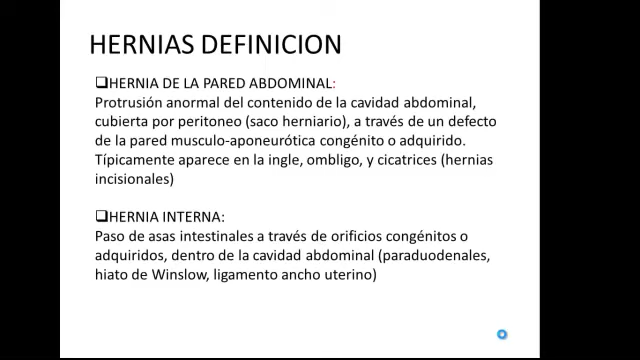 HERNIAS DEFINICION
❑HERNIA DE LA PARED ABDOMINAL:
Protrusión anormal del contenido de la cavidad abdominal,
cubierta por peritoneo (saco herniario), a través de un defecto
de la pared musculo-aponeurótica congénito o adquirido.
Típicamente aparece en la ingle, ombligo, y cicatrices (hernias
incisionales)
❑HERNIA INTERNA:
Paso de asas intestinales a través de orificios congénitos o
adquiridos, dentro de la cavidad abdominal (paraduodenales,
hiato de Winslow, ligamento ancho uterino)